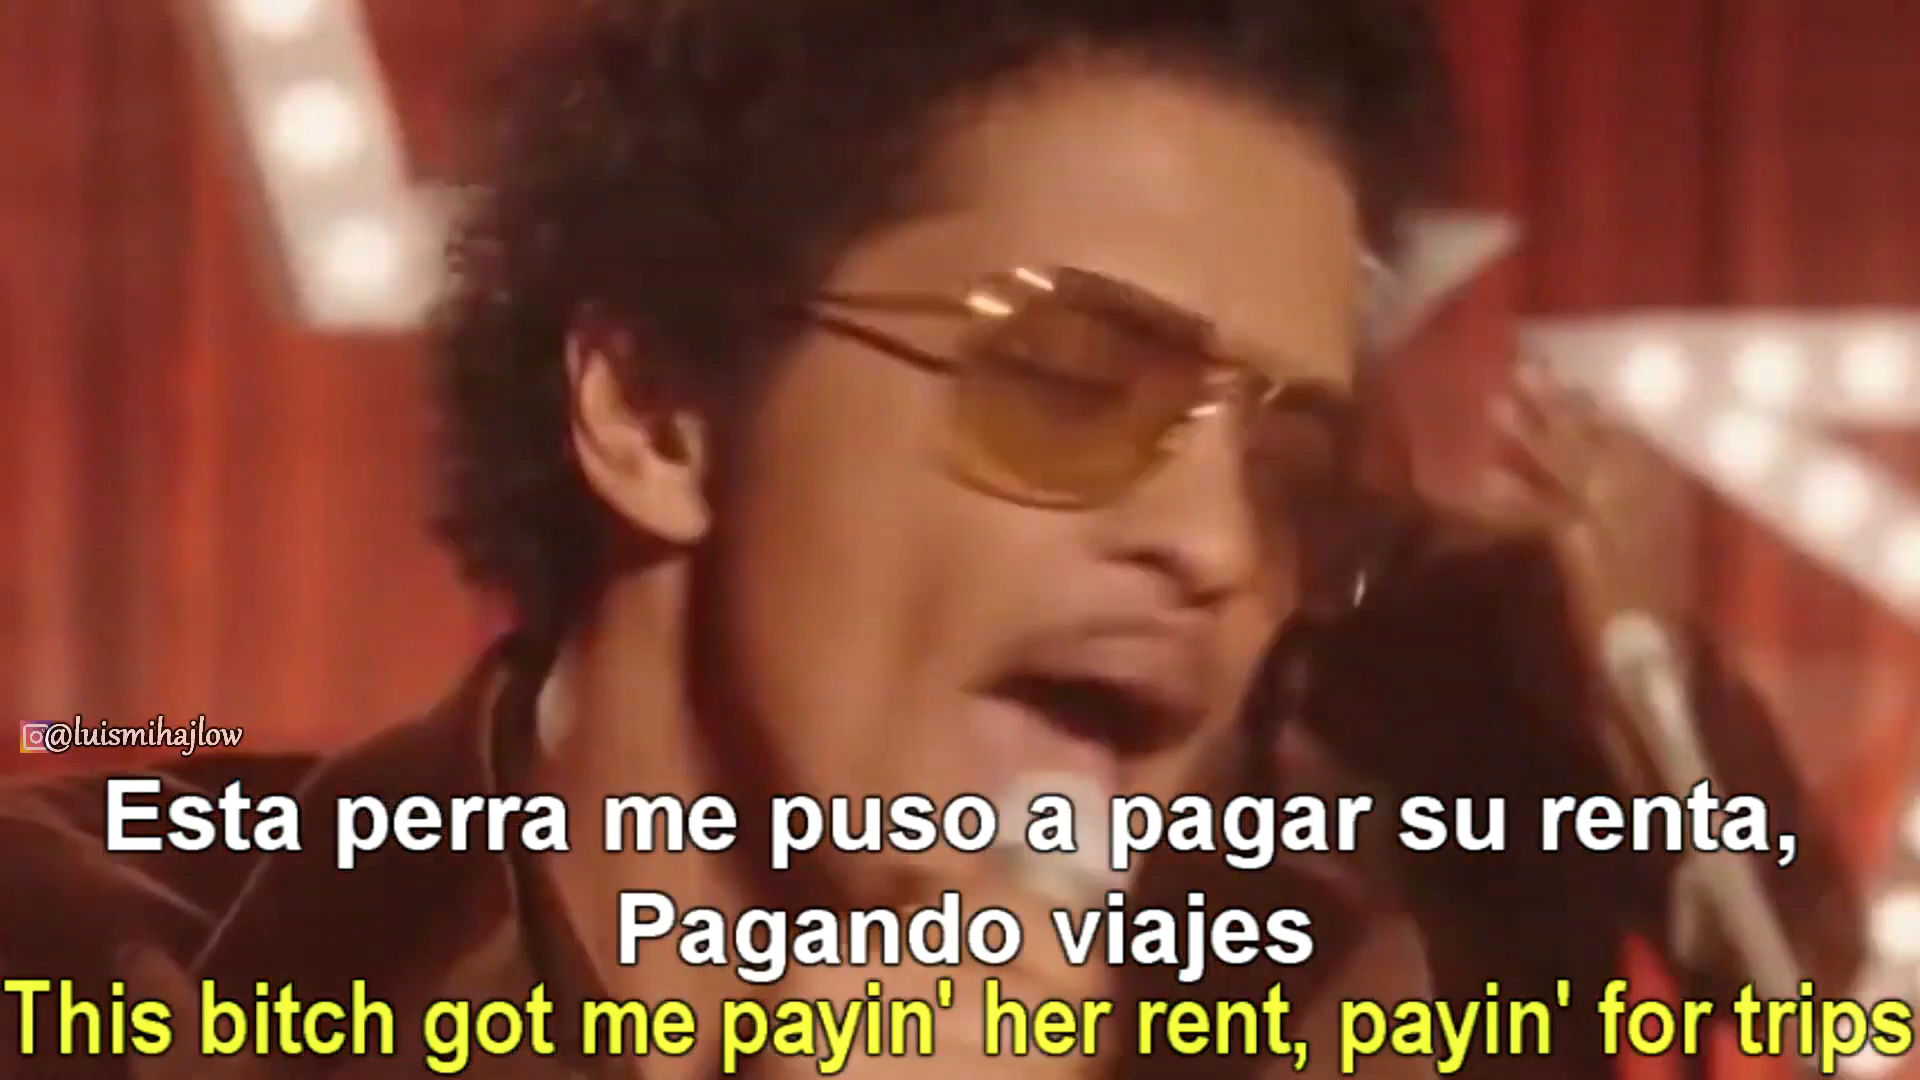 @luismihajlow
Esta perra me puso a pagar su renta,
Pagando viajes
This bitch got me payin' her rent, payin' for trips